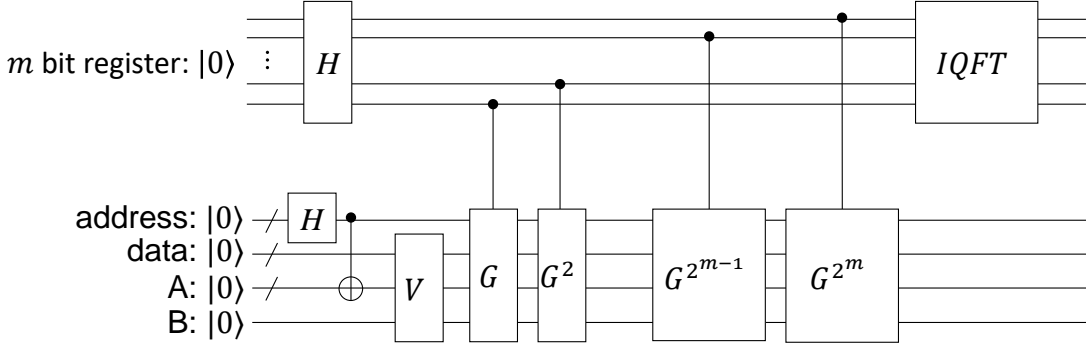 m bit register: |0⟩ ⋮ H IQFT
address: |0⟩ H
data: |0⟩
A: |0⟩ V G G^2 G^{2^{m-1}} G^{2^m}
B: |0⟩